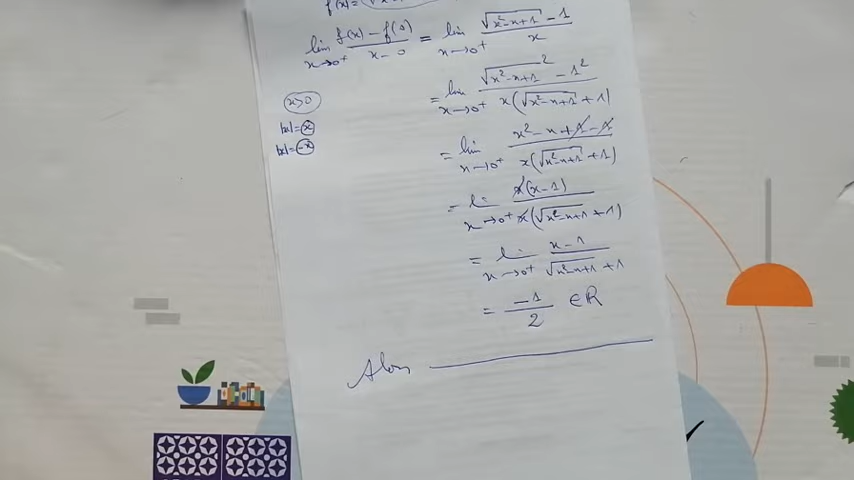 f(x) =
lim x→0⁺ f(x) - f(0) / x - 0 = lim x→0⁺ √(x²-x+1) - 1 / x
x>0
= lim x→0⁺ √(x²-x+1)² - 1² / x(√(x²-x+1) + 1)
|x| = x
|x| = -x
= lim x→0⁺ x² - x + 1 - 1 / x(√(x²-x+1) + 1)
= li x→0⁺ x(x-1) / x(√(x²-x+1) + 1)
= li x→0⁺ x-1 / √(x²-x+1) + 1
= -1 / 2 ∈ℝ
Alors